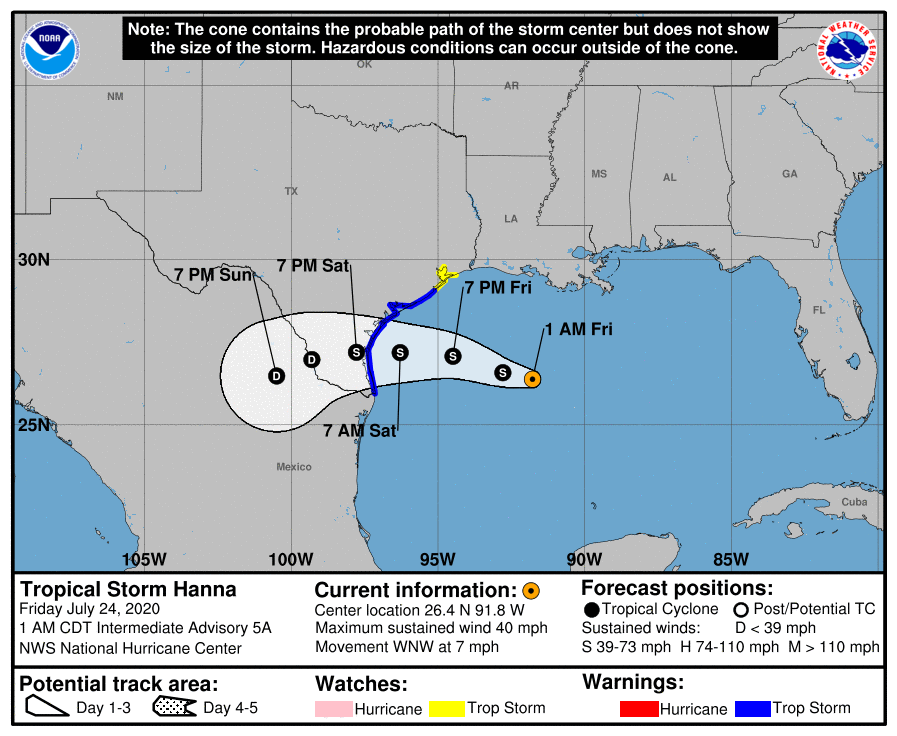 Note: The cone contains the probable path of the storm center but does not show
the size of the storm. Hazardous conditions can occur outside of the cone.
NOAA
NATIONAL WEATHER SERVICE
OK
NM
AR
TX
MS
AL
GA
LA
30N
7 PM Sun
7 PM Sat
7 PM Fri
FL
1 AM Fri
S
S
S
S
D
D
25N
7 AM Sat
Mexico
Cuba
105W
100W
95W
90W
85W
Tropical Storm Hanna
Friday July 24, 2020
1 AM CDT Intermediate Advisory 5A
NWS National Hurricane Center
Current information:
Center location 26.4 N 91.8 W
Maximum sustained wind 40 mph
Movement WNW at 7 mph
Forecast positions:
Tropical Cyclone Post/Potential TC
Sustained winds: D < 39 mph
S 39-73 mph H 74-110 mph M > 110 mph
Potential track area:
Day 1-3 Day 4-5
Watches:
Hurricane Trop Storm
Warnings:
Hurricane Trop Storm